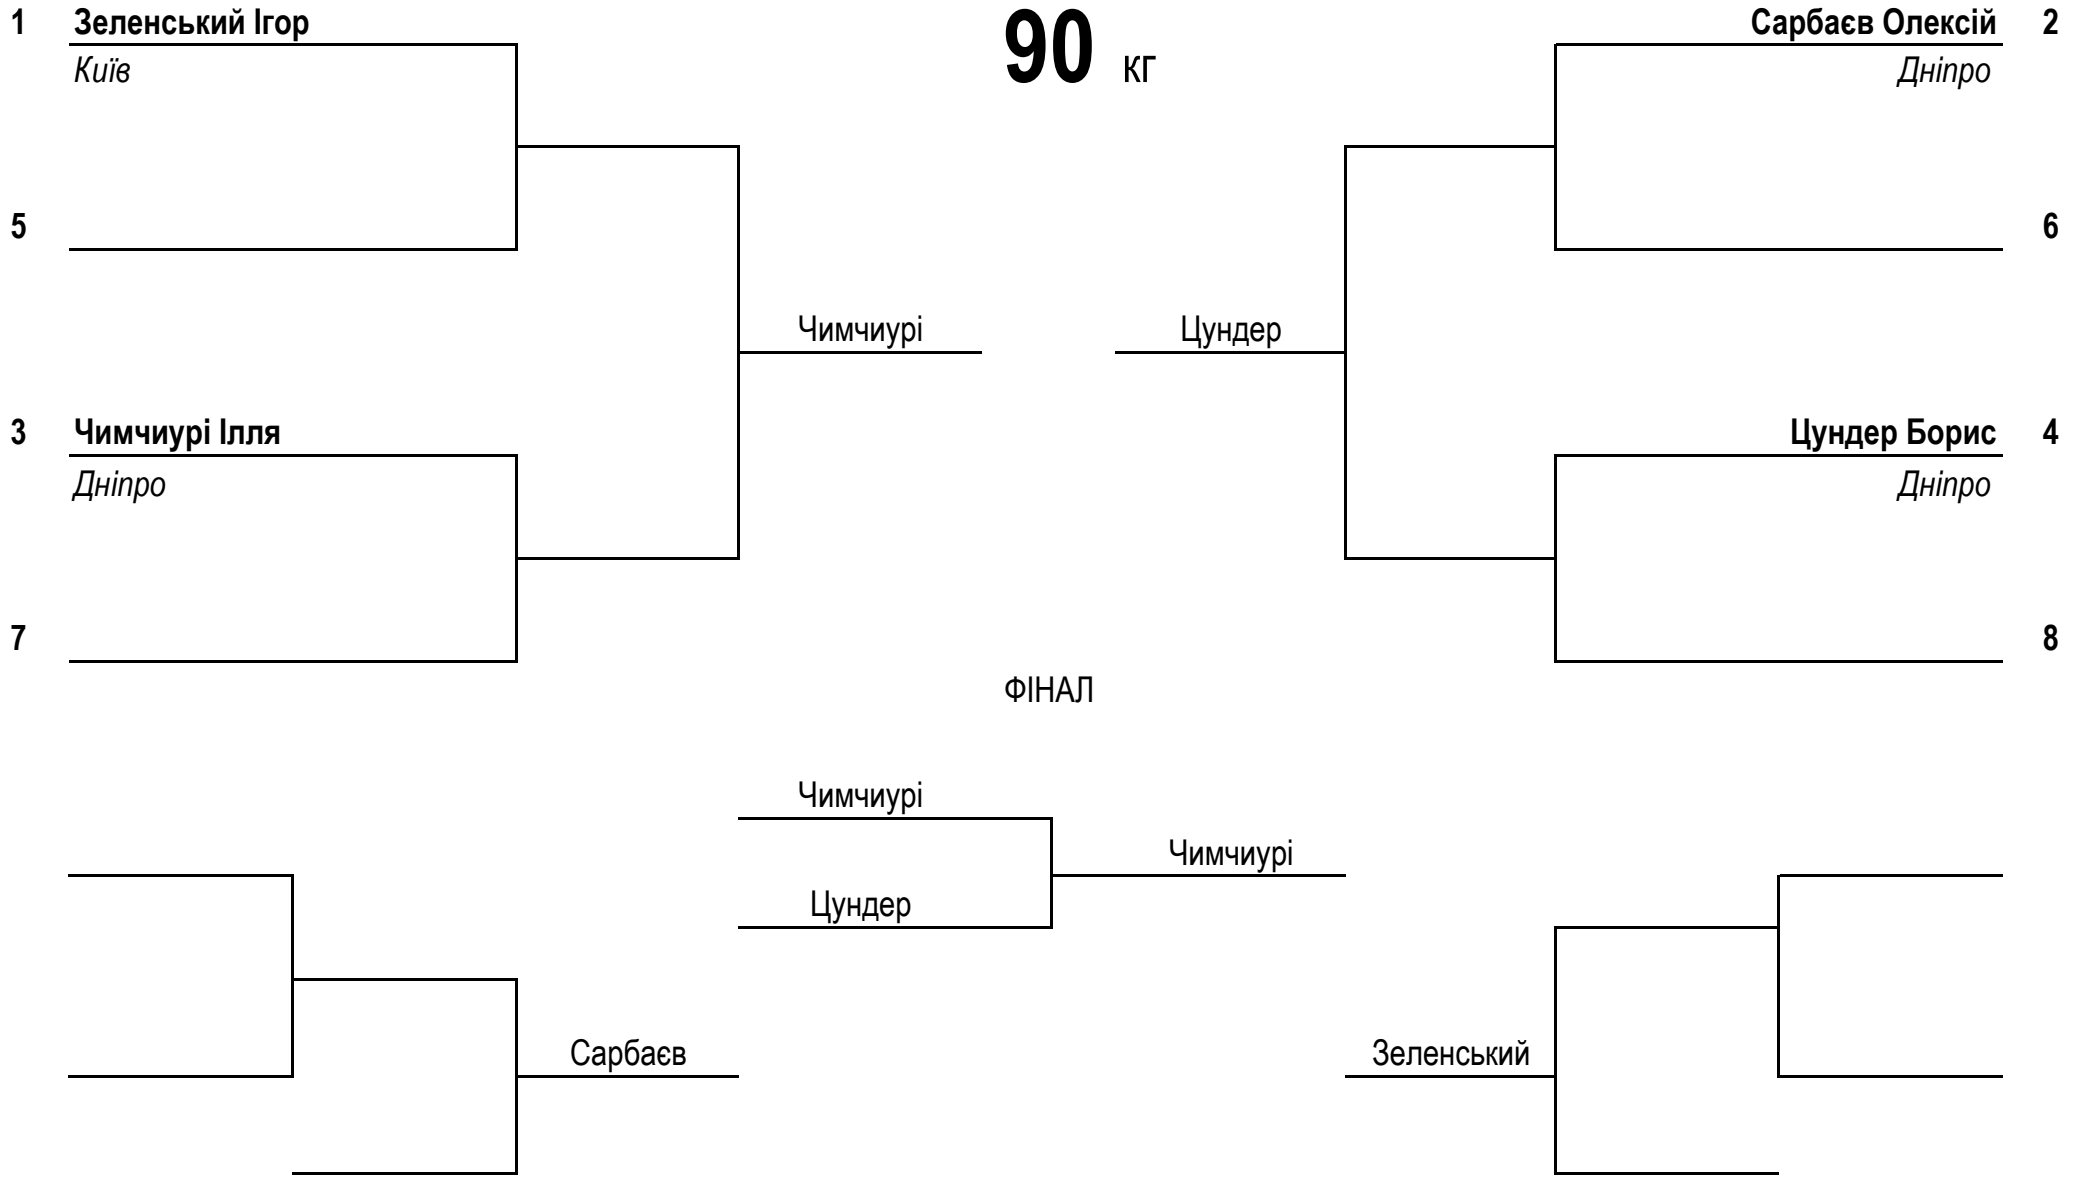 1 Зеленський Ігор 90 кг Сарбаєв Олексій 2
Київ Дніпро
5 6
Чимчиурі Цундер
3 Чимчиурі Ілля Цундер Борис 4
Дніпро Дніпро
7 8
ФІНАЛ
Чимчиурі
Чимчиурі
Цундер
Сарбаєв Зеленський